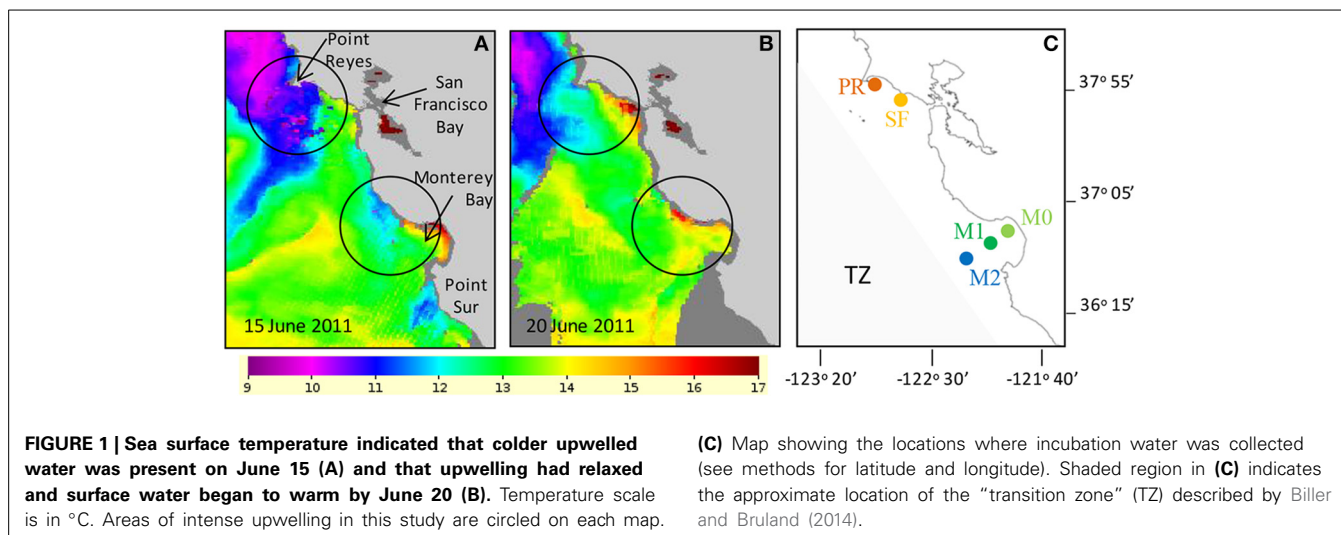 A
Point
Reyes
San
Francisco
Bay
Monterey
Bay
Point
Sur
15 June 2011
B
20 June 2011
C
PR
SF
M1
M0
M2
TZ
37° 55′
37° 05′
36° 15′
-123° 20′ -122° 30′ -121° 40′
9 10 11 12 13 14 15 16 17
FIGURE 1 | Sea surface temperature indicated that colder upwelled
water was present on June 15 (A) and that upwelling had relaxed
and surface water began to warm by June 20 (B). Temperature scale
is in °C. Areas of intense upwelling in this study are circled on each map.
(C) Map showing the locations where incubation water was collected
(see methods for latitude and longitude). Shaded region in (C) indicates
the approximate location of the “transition zone” (TZ) described by Biller
and Bruland (2014).